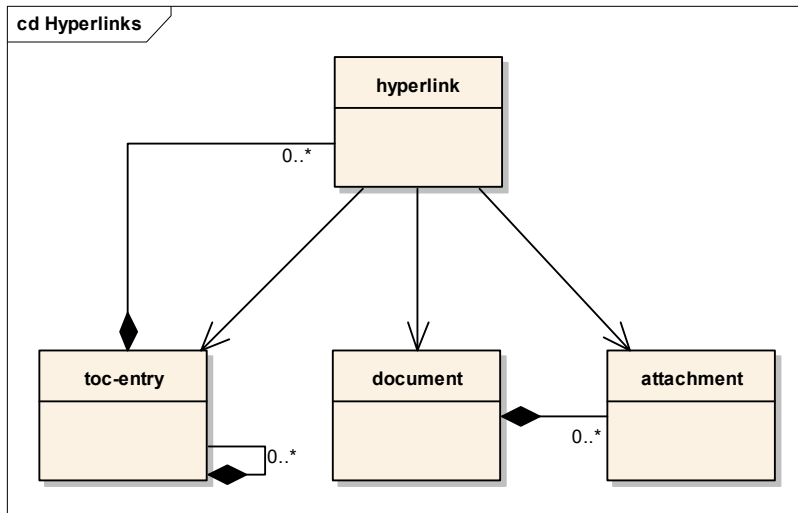 cd Hyperlinks
hyperlink
0..*
toc-entry
document
attachment
0..*
0..*